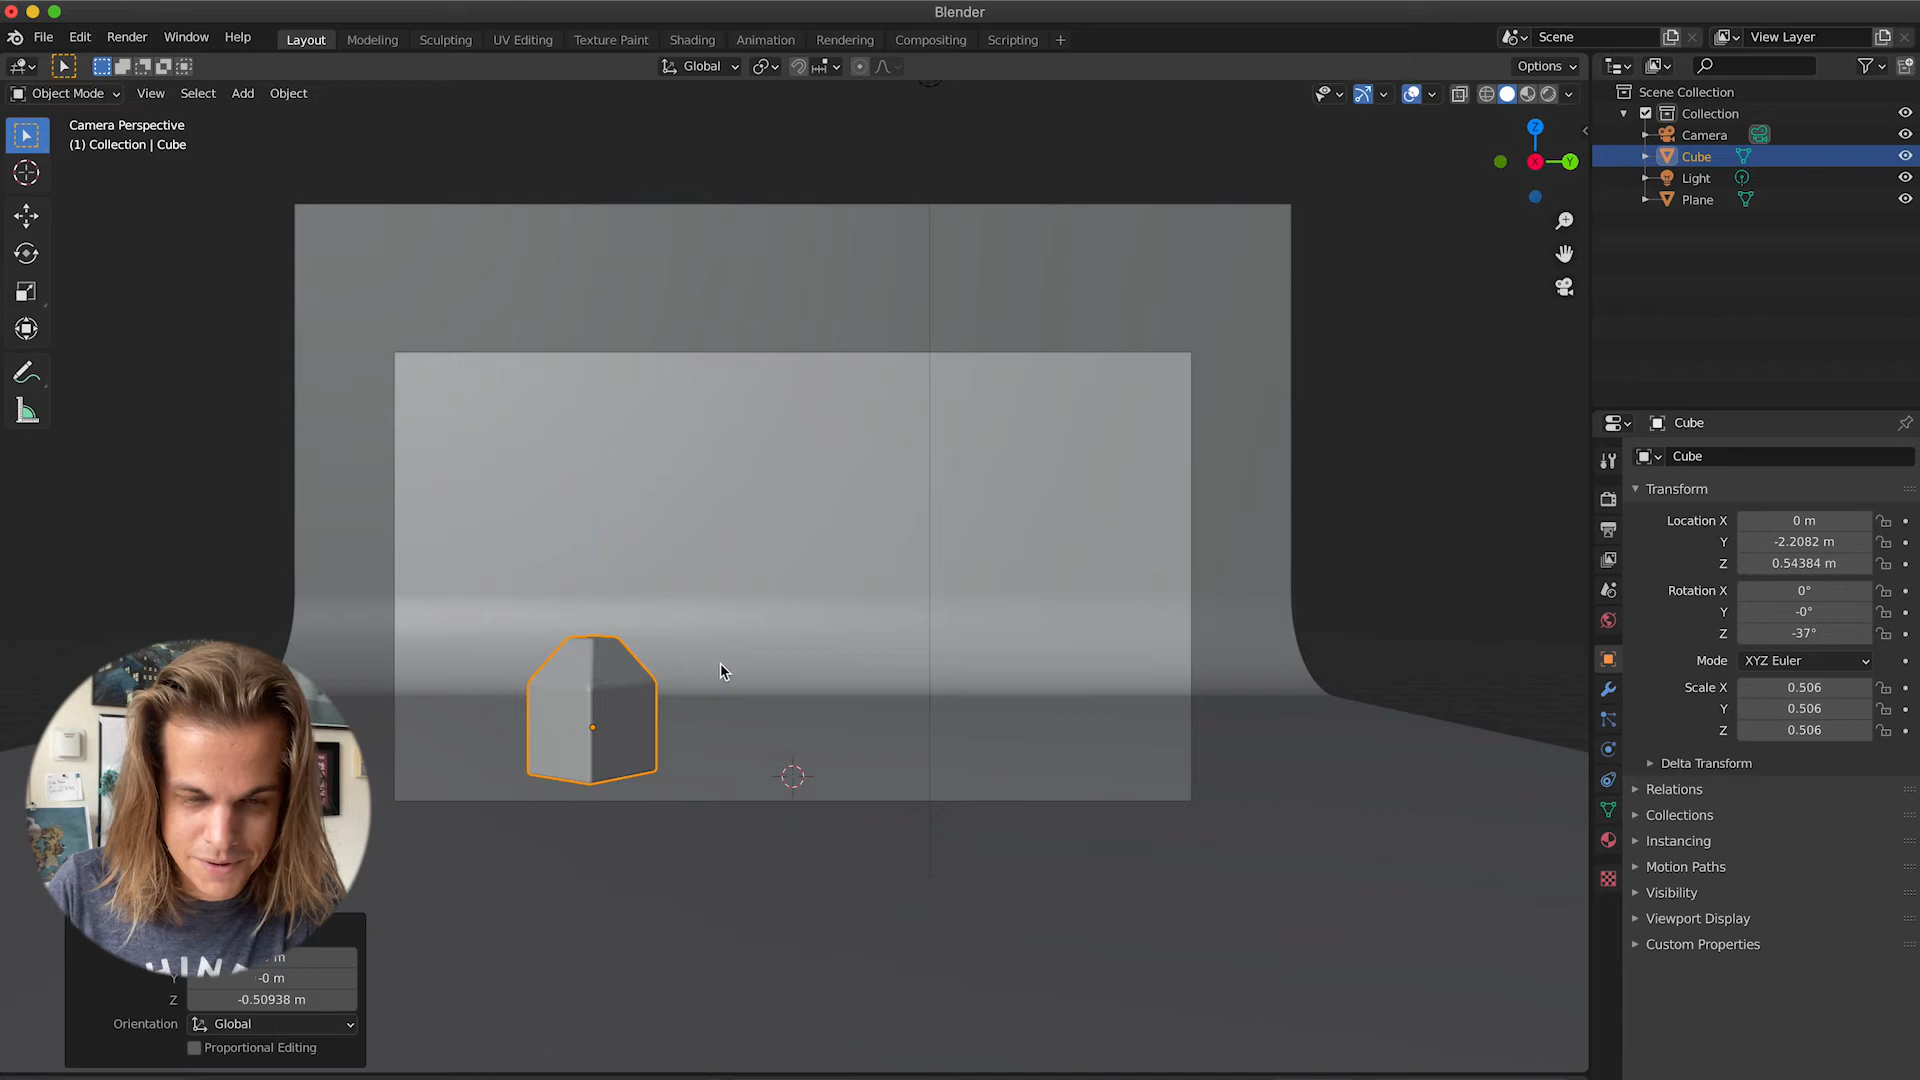 Blender
File Edit Render Window Help
Layout Modeling Sculpting UV Editing Texture Paint Shading Animation Rendering Compositing Scripting +
Scene
View Layer
Global
Options
Object Mode View Select Add Object
Camera Perspective
(1) Collection | Cube
Z
X
Y
Scene Collection
Collection
Camera
Cube
Light
Plane
Cube
Cube
Transform
Location X 0 m
Y -2.2082 m
Z 0.54384 m
Rotation X 0°
Y -0°
Z -37°
Mode XYZ Euler
Scale X 0.506
Y 0.506
Z 0.506
Delta Transform
Relations
Collections
Instancing
Motion Paths
Visibility
Viewport Display
Custom Properties
m
Y -0 m
Z -0.50938 m
Orientation Global
Proportional Editing